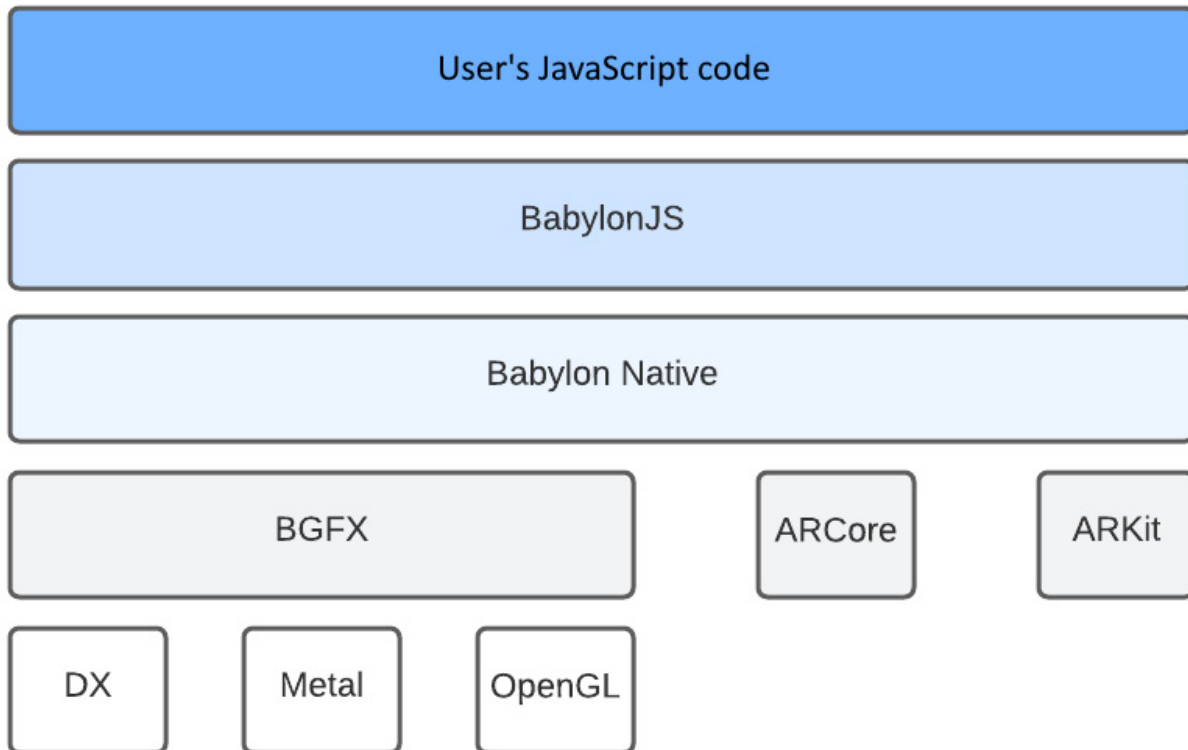 User's JavaScript code
BabylonJS
Babylon Native
BGFX
ARCore
ARKit
DX
Metal
OpenGL